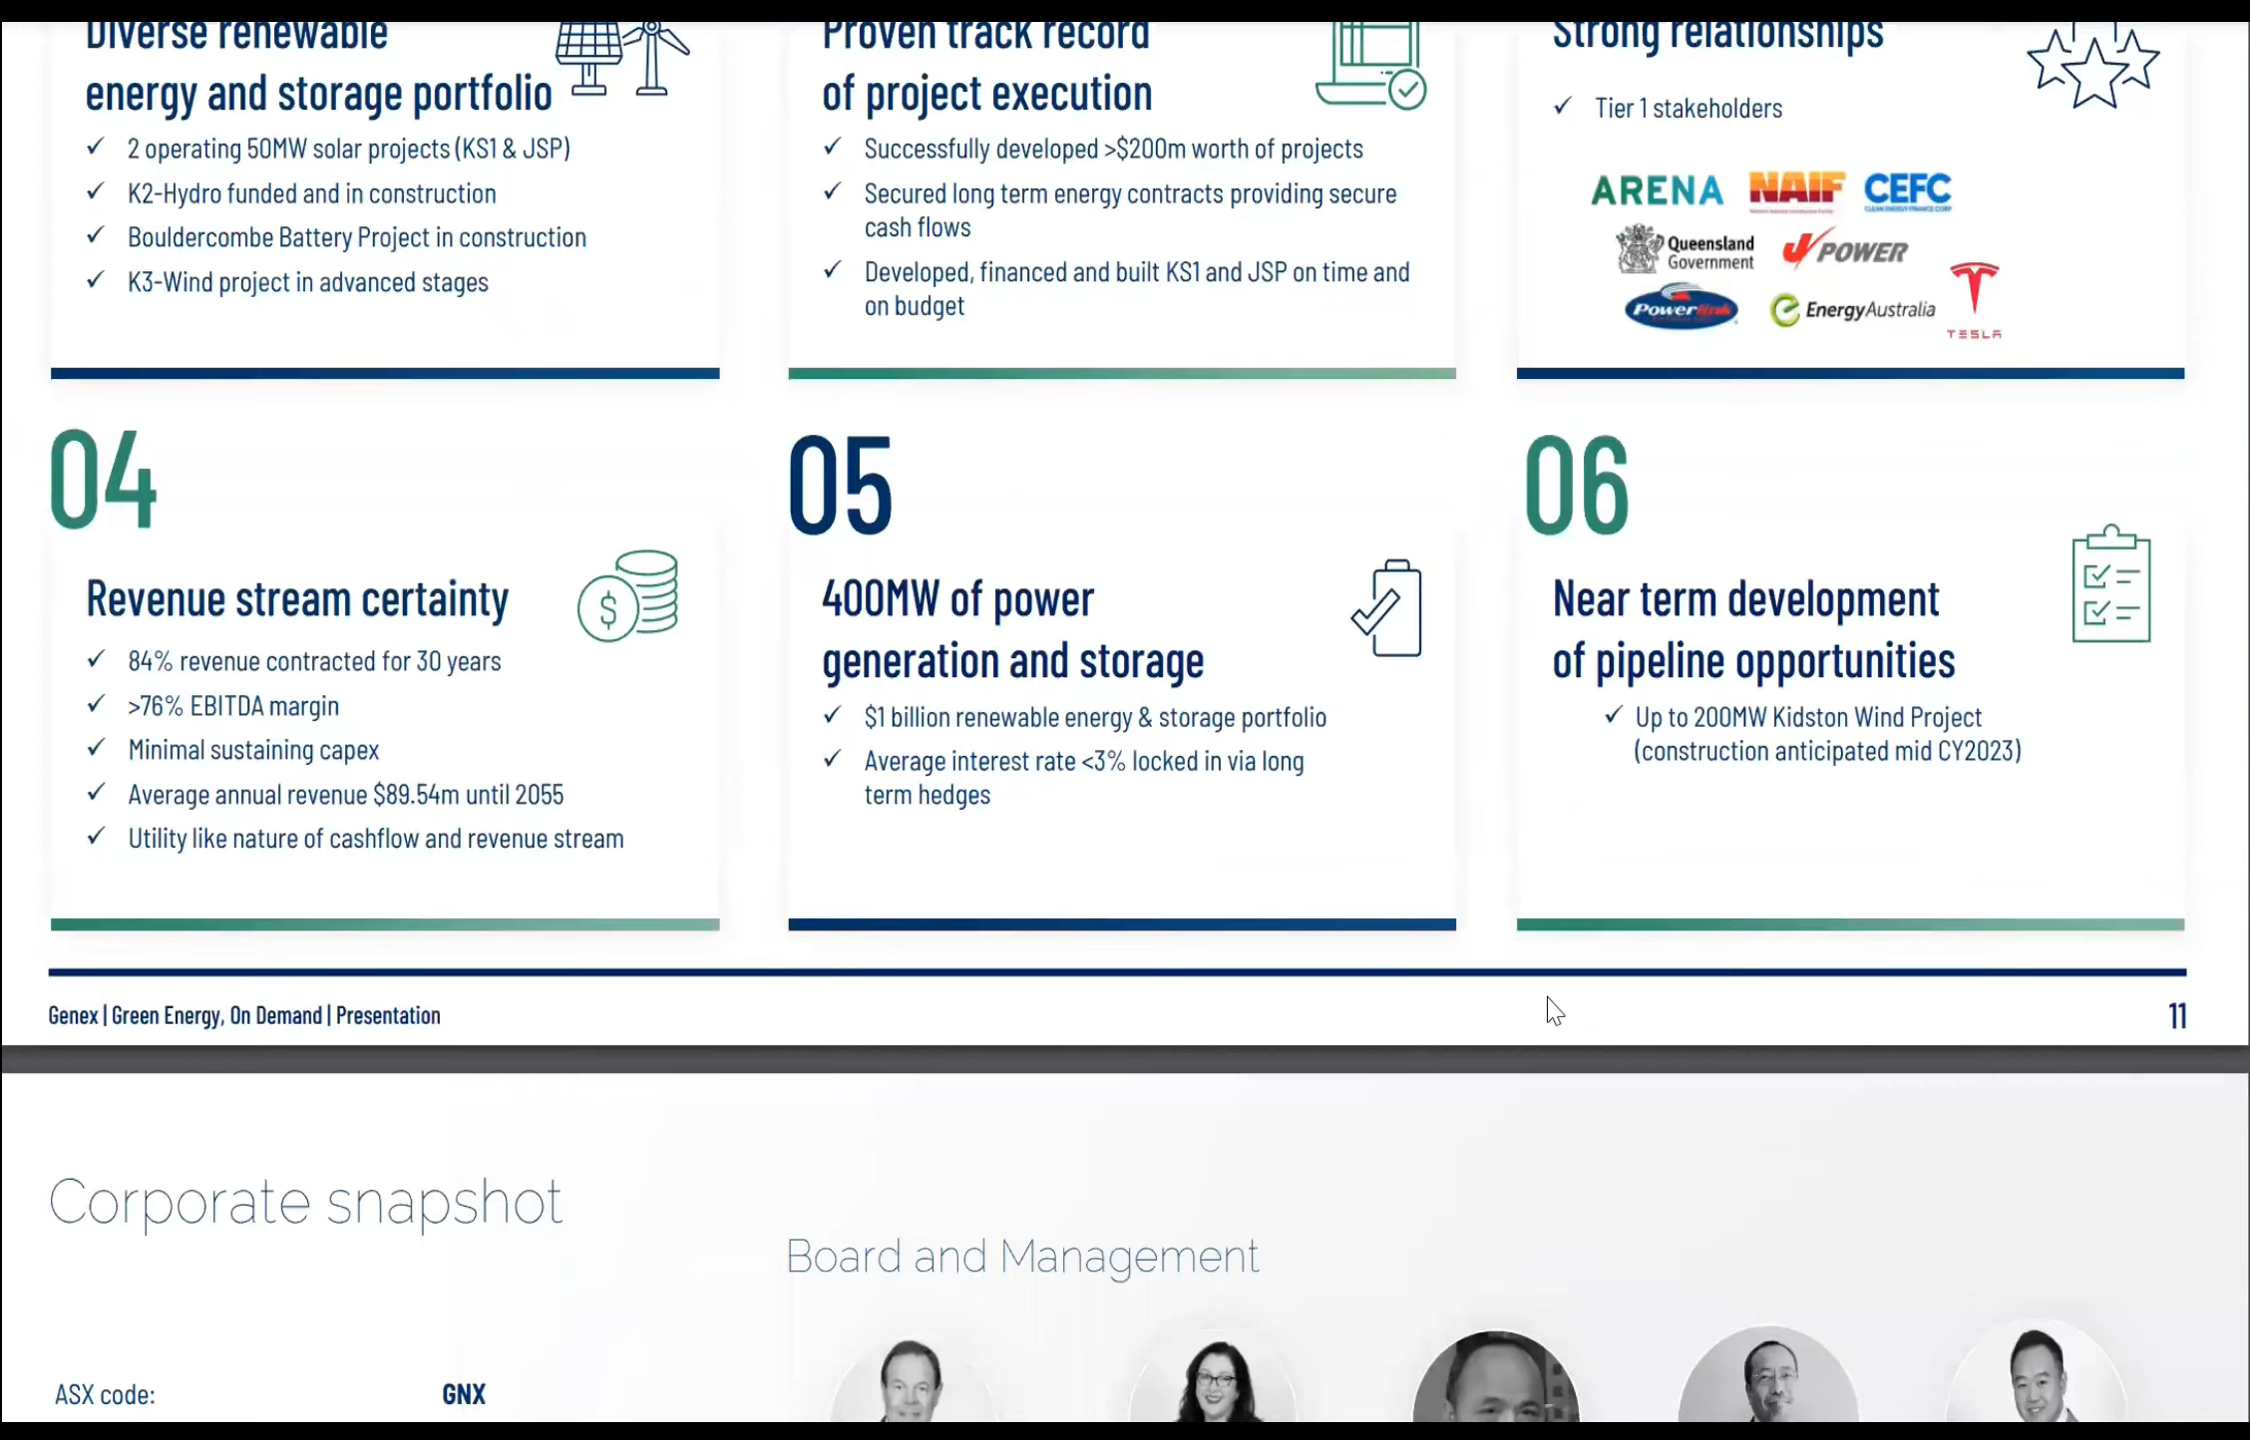 Diverse renewable
energy and storage portfolio
✓ 2 operating 50MW solar projects (KS1 & JSP)
✓ K2-Hydro funded and in construction
✓ Bouldercombe Battery Project in construction
✓ K3-Wind project in advanced stages
Proven track record
of project execution
✓ Successfully developed >$200m worth of projects
✓ Secured long term energy contracts providing secure
cash flows
✓ Developed, financed and built KS1 and JSP on time and
on budget
Strong relationships
✓ Tier 1 stakeholders
ARENA NAIF CEFC
CLEAN ENERGY FINANCE CORP
Queensland
Government
POWER
Powerlink
EnergyAustralia
TESLA
04
Revenue stream certainty
$
✓ 84% revenue contracted for 30 years
✓ >76% EBITDA margin
✓ Minimal sustaining capex
✓ Average annual revenue $89.54m until 2055
✓ Utility like nature of cashflow and revenue stream
05
400MW of power
generation and storage
✓ $1 billion renewable energy & storage portfolio
✓ Average interest rate <3% locked in via long
term hedges
06
Near term development
of pipeline opportunities
✓ Up to 200MW Kidston Wind Project
(construction anticipated mid CY2023)
Genex | Green Energy, On Demand | Presentation
11
Corporate snapshot
Board and Management
ASX code: GNX